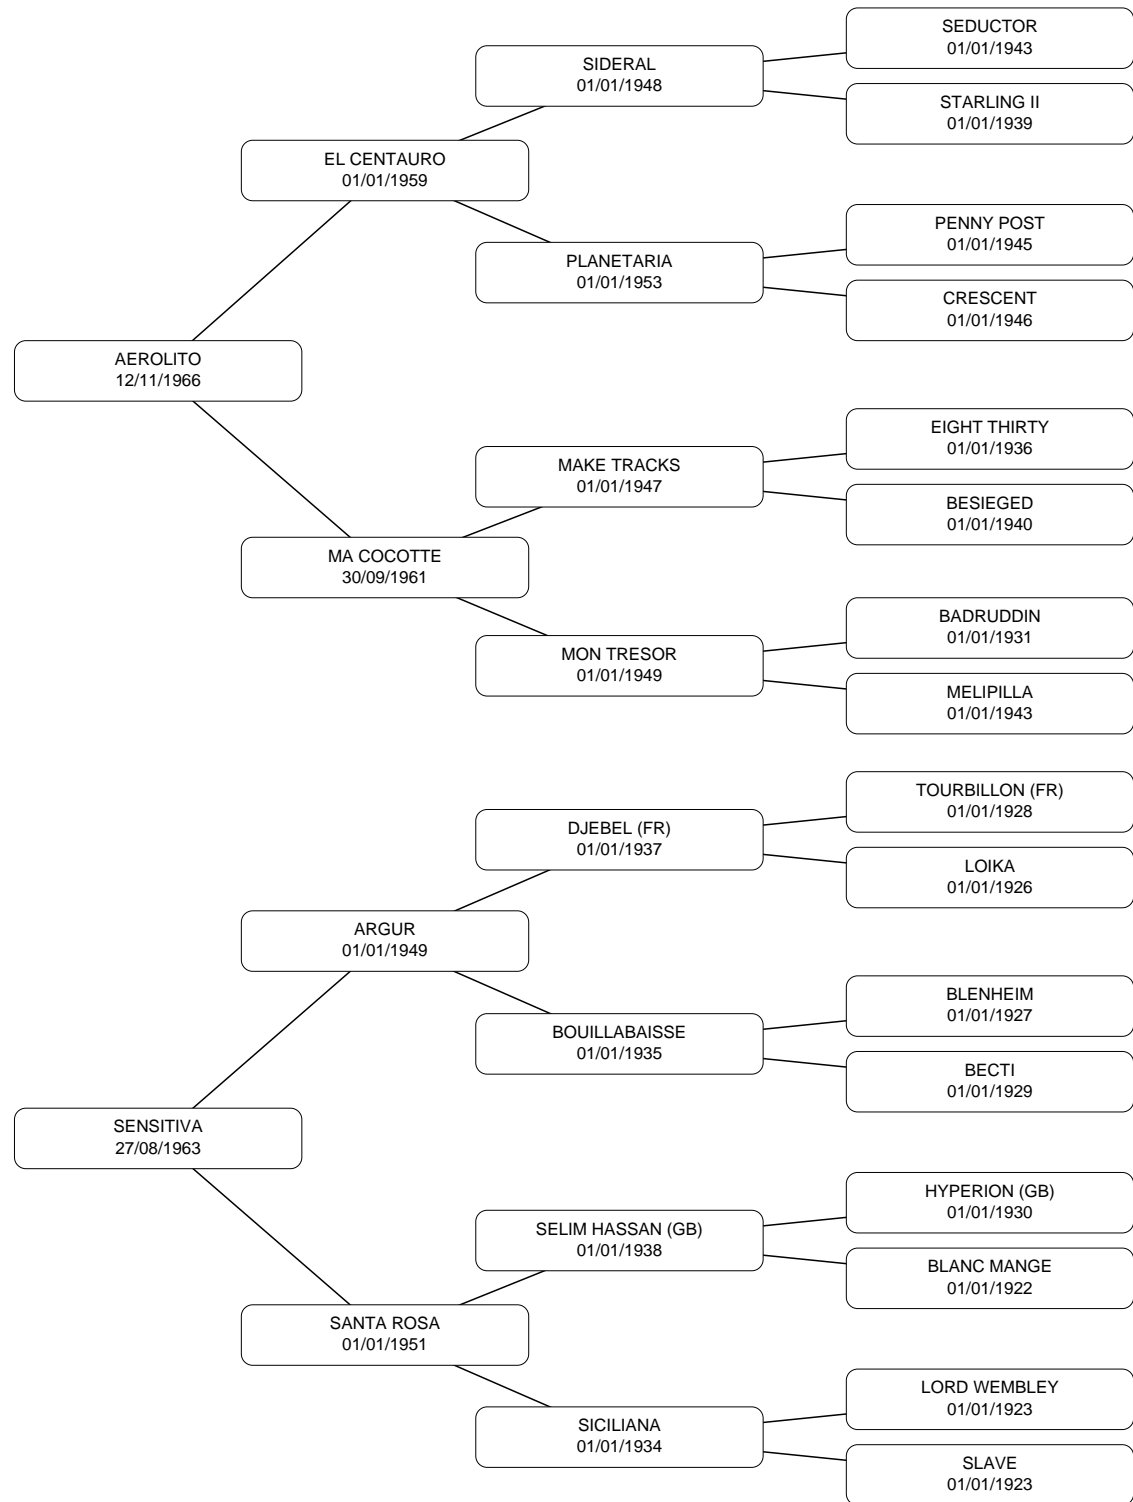 SEDUCTOR
01/01/1943
SIDERAL
01/01/1948
STARLING II
01/01/1939
EL CENTAURO
01/01/1959
PENNY POST
01/01/1945
PLANETARIA
01/01/1953
CRESCENT
01/01/1946
AEROLITO
12/11/1966
EIGHT THIRTY
01/01/1936
MAKE TRACKS
01/01/1947
BESIEGED
01/01/1940
MA COCOTTE
30/09/1961
BADRUDDIN
01/01/1931
MON TRESOR
01/01/1949
MELIPILLA
01/01/1943
TOURBILLON (FR)
01/01/1928
DJEBEL (FR)
01/01/1937
LOIKA
01/01/1926
ARGUR
01/01/1949
BLENHEIM
01/01/1927
BOUILLABAISSE
01/01/1935
BECTI
01/01/1929
SENSITIVA
27/08/1963
HYPERION (GB)
01/01/1930
SELIM HASSAN (GB)
01/01/1938
BLANC MANGE
01/01/1922
SANTA ROSA
01/01/1951
LORD WEMBLEY
01/01/1923
SICILIANA
01/01/1934
SLAVE
01/01/1923